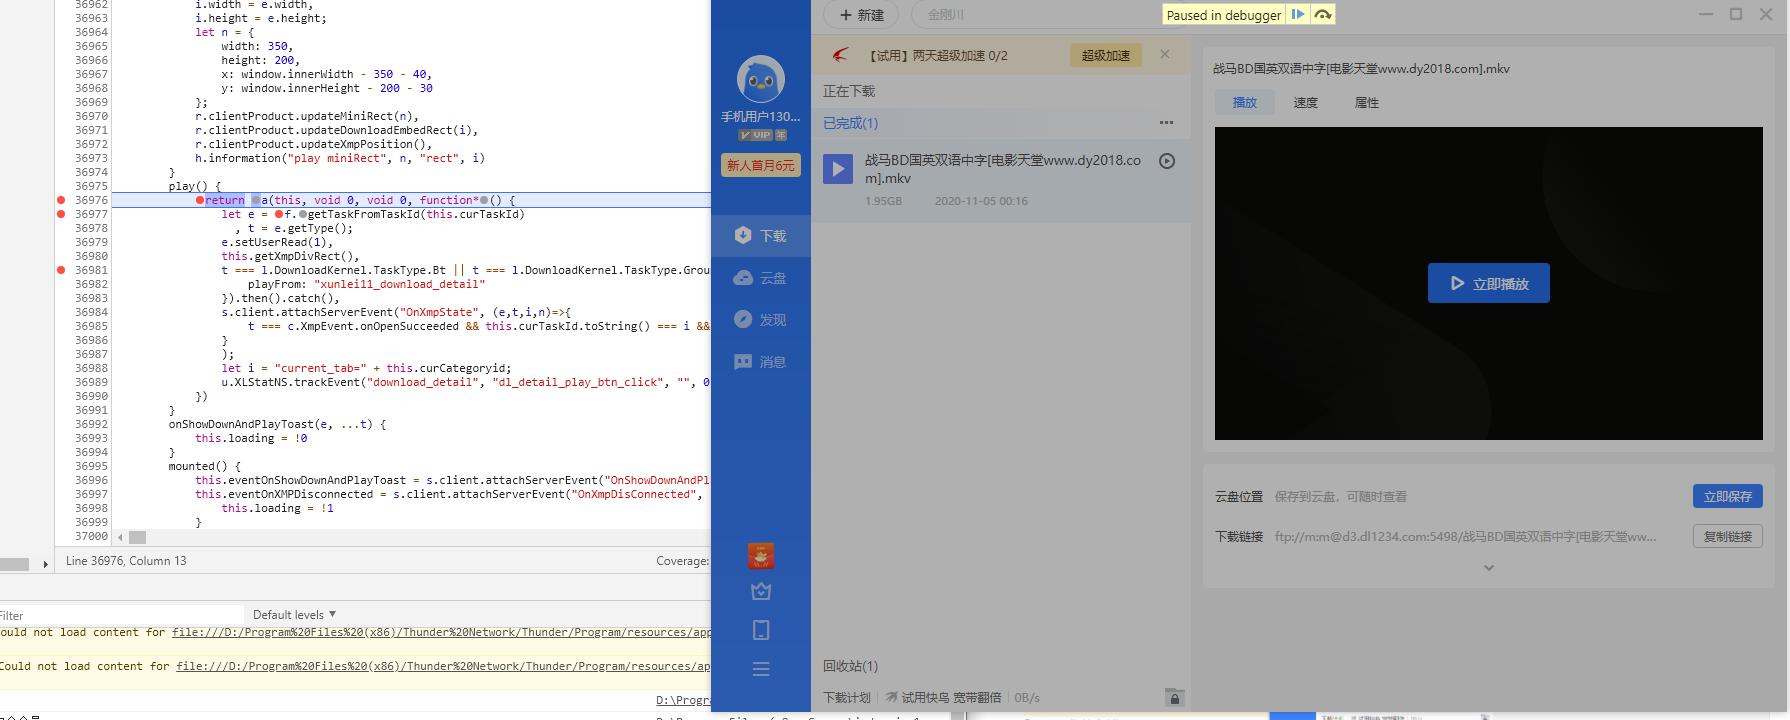 36962 i.width = e.width,
36963 i.height = e.height;
36964 let n = {
36965 width: 350,
36966 height: 200,
36967 x: window.innerWidth - 350 - 40,
36968 y: window.innerHeight - 200 - 30
36969 };
36970 r.clientProduct.updateMiniRect(n),
36971 r.clientProduct.updateDownloadEmbedRect(i),
36972 r.clientProduct.updateXmpPosition(),
36973 h.information("play miniRect", n, "rect", i)
36974 }
36975 play() {
36976 return a(this, void 0, void 0, function*() {
36977 let e = f.getTaskFromTaskId(this.curTaskId)
36978 , t = e.getType();
36979 e.setUserRead(1),
36980 this.getXmpDivRect(),
36981 t === l.DownloadKernel.TaskType.Bt || t === l.DownloadKernel.TaskType.Grou
36982 playFrom: "xunlei11_download_detail"
36983 }).then().catch(),
36984 s.client.attachServerEvent("OnXmpState", (e,t,i,n)=>{
36985 t === c.XmpEvent.onOpenSucceeded && this.curTaskId.toString() === i &&
36986 }
36987 );
36988 let i = "current_tab=" + this.curCategoryid;
36989 u.XLStatNS.trackEvent("download_detail", "dl_detail_play_btn_click", "", 0
36990 })
36991 }
36992 onShowDownAndPlayToast(e, ...t) {
36993 this.loading = !0
36994 }
36995 mounted() {
36996 this.eventOnShowDownAndPlayToast = s.client.attachServerEvent("OnShowDownAndPl
36997 this.eventOnXMPDisconnected = s.client.attachServerEvent("OnXmpDisConnected",
36998 this.loading = !1
36999 }
37000
Line 36976, Column 13
Coverage:
Filter
Default levels ▼
ould not load content for file:///D:/Program%20Files%20(x86)/Thunder%20Network/Thunder/Program/resources/app
Could not load content for file:///D:/Program%20Files%20(x86)/Thunder%20Network/Thunder/Program/resources/ap
D:\Progra
手机用户130...
VIP 年
新人首月6元
下载
云盘
发现
消息
+ 新建
金刚川
Paused in debugger
【试用】两天超级加速 0/2
超级加速
正在下载
已完成(1)
战马BD国英双语中字[电影天堂www.dy2018.co
m].mkv
1.95GB 2020-11-05 00:16
回收站(1)
下载计划 试用快鸟 宽带翻倍 0B/s
战马BD国英双语中字[电影天堂www.dy2018.com].mkv
播放 速度 属性
立即播放
云盘位置 保存到云盘，可随时查看 立即保存
下载链接 ftp://m:m@d3.dl1234.com:5498/战马BD国英双语中字[电影天堂ww... 复制链接